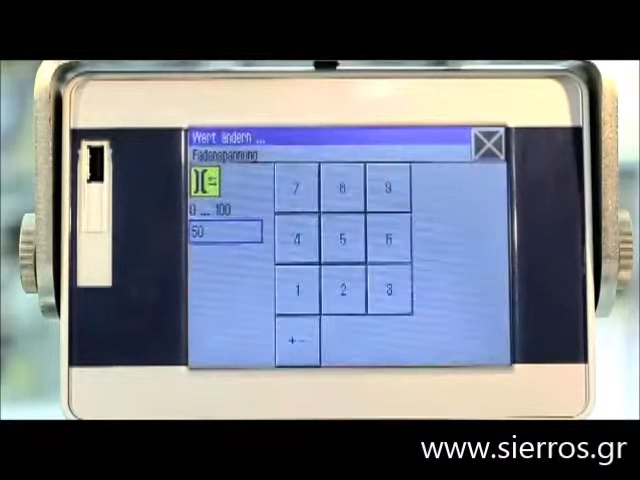 Wert ändern ...
Fadenspannung
0 ... 100
50
7 8 9
4 5 6
1 2 3
+-
www.sierros.gr